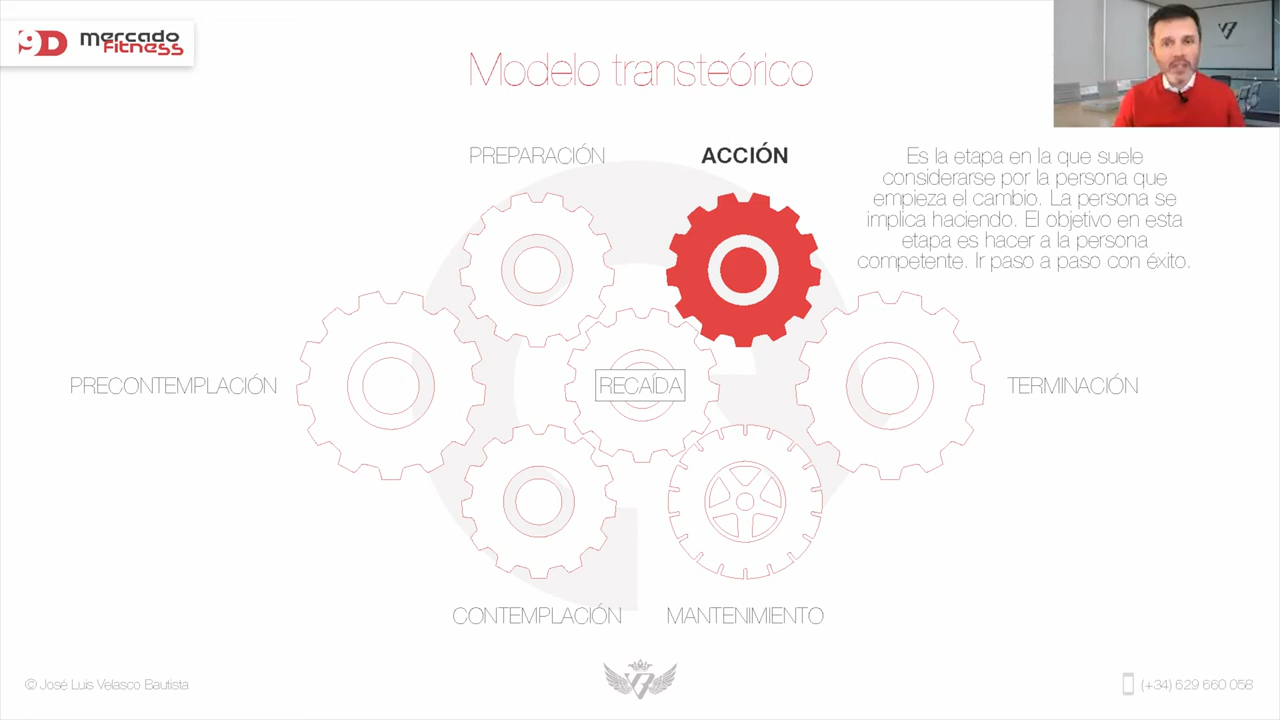 9D mercado
Fitness
Modelo transteórico
PREPARACIÓN
ACCIÓN
Es la etapa en la que suele
considerarse por la persona que
empieza el cambio. La persona se
implica haciendo. El objetivo en esta
etapa es hacer a la persona
competente. Ir paso a paso con éxito.
PRECONTEMPLACIÓN
RECAÍDA
TERMINACIÓN
CONTEMPLACIÓN
MANTENIMIENTO
© José Luis Velasco Bautista
(+34) 629 660 058